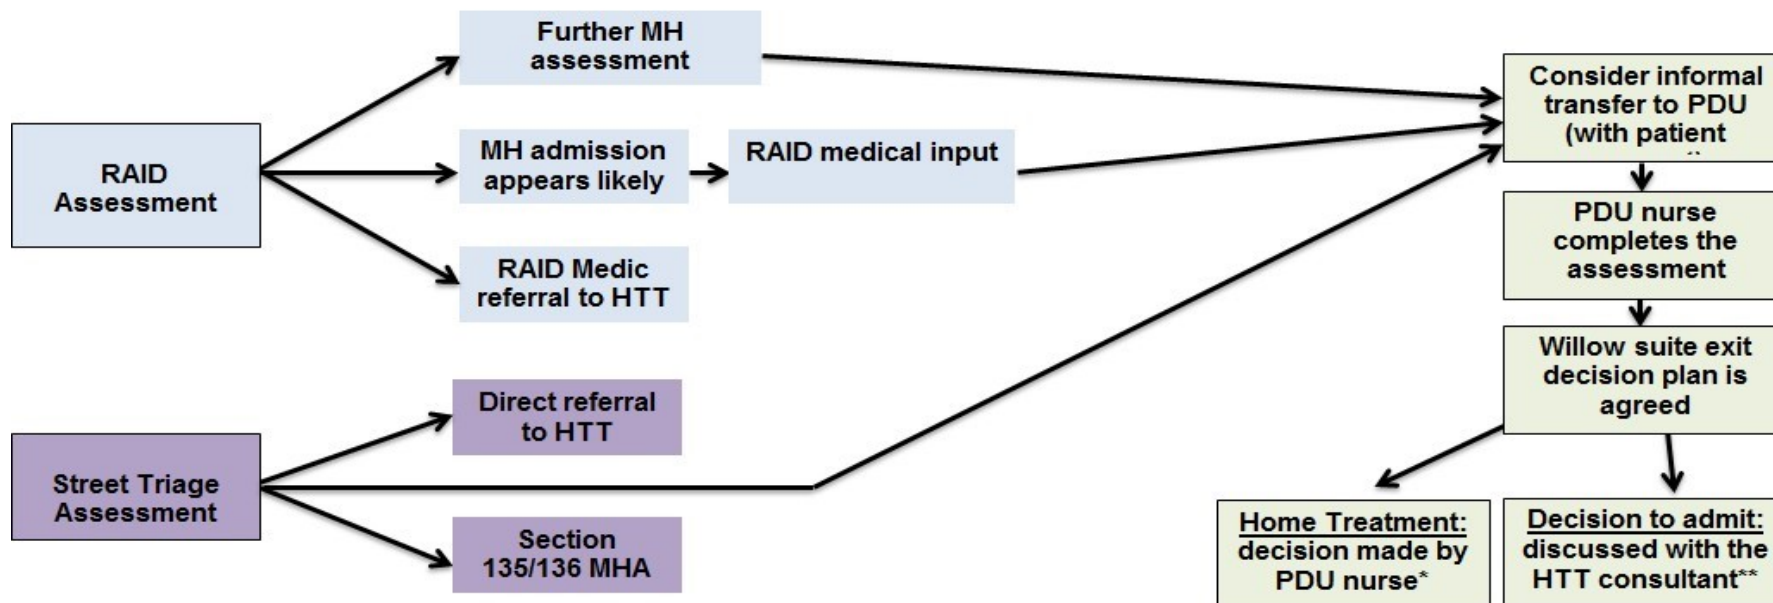 Further MH
assessment
RAID
Assessment
MH admission
appears likely
RAID medical input
RAID Medic
referral to HTT
Street Triage
Assessment
Direct referral
to HTT
Section
135/136 MHA
Consider informal
transfer to PDU
(with patient
PDU nurse
completes the
assessment
Willow suite exit
decision plan is
agreed
Home Treatment:
decision made by
PDU nurse*
Decision to admit:
discussed with the
HTT consultant**